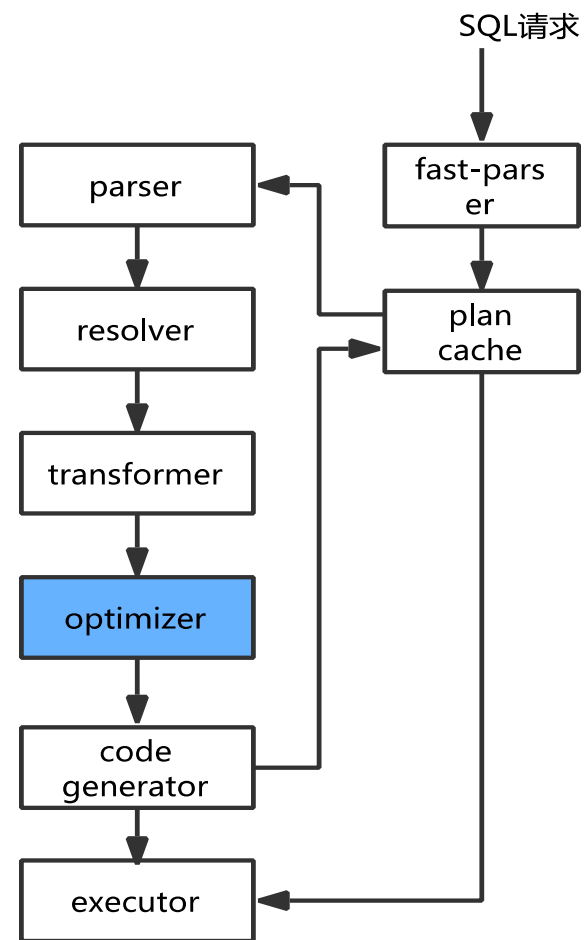 SQL请求
fast-pars
er
plan
cache
parser
resolver
transformer
optimizer
code
generator
executor